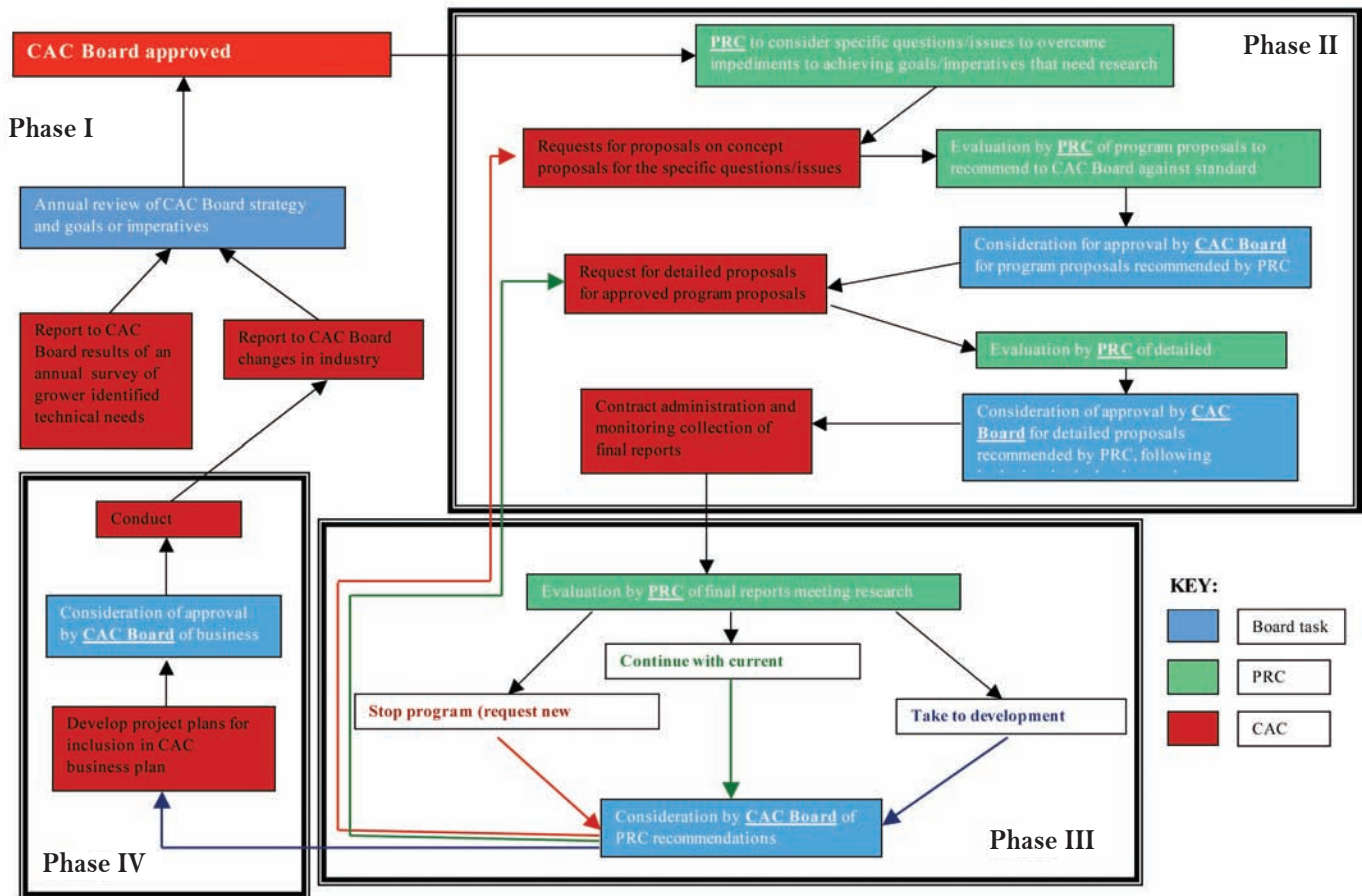 CAC Board approved
PRC to consider specific questions/issues to overcome
impediments to achieving goals/imperatives that need research
Phase II
Phase I
Requests for proposals on concept
proposals for the specific questions/issues
Evaluation by PRC of program proposals to
recommend to CAC Board against standard
Annual review of CAC Board strategy
and goals or imperatives
Consideration for approval by CAC Board
for program proposals recommended by PRC
Request for detailed proposals
for approved program proposals
Report to CAC
Board results of an
annual survey of
grower identified
technical needs
Report to CAC Board
changes in industry
Evaluation by PRC of detailed
Contract administration and
monitoring collection of
final reports
Consideration of approval by CAC
Board for detailed proposals
recommended by PRC, following
Conduct
Evaluation by PRC of final reports meeting research
KEY:
Board task
PRC
CAC
Consideration of approval
by CAC Board of business
Continue with current
Stop program (request new
Take to development
Develop project plans for
inclusion in CAC
business plan
Consideration by CAC Board of
PRC recommendations
Phase III
Phase IV